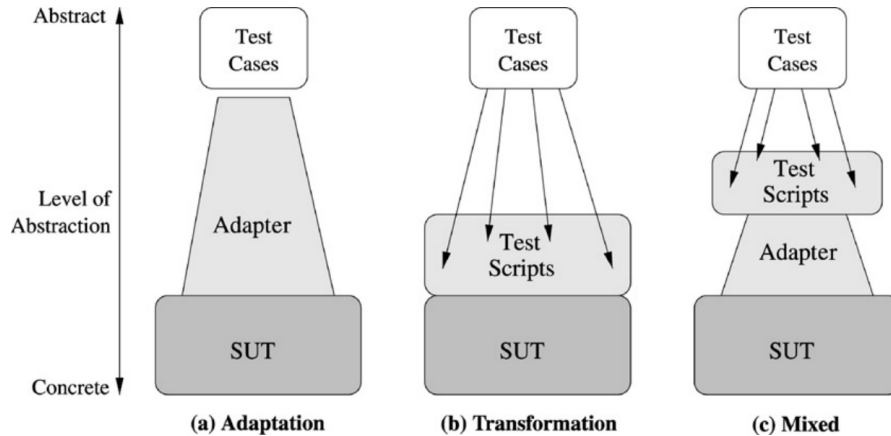 Abstract
Level of
Abstraction
Concrete
Test
Cases
Adapter
SUT
(a) Adaptation
Test
Cases
Test
Scripts
SUT
(b) Transformation
Test
Cases
Test
Scripts
Adapter
SUT
(c) Mixed